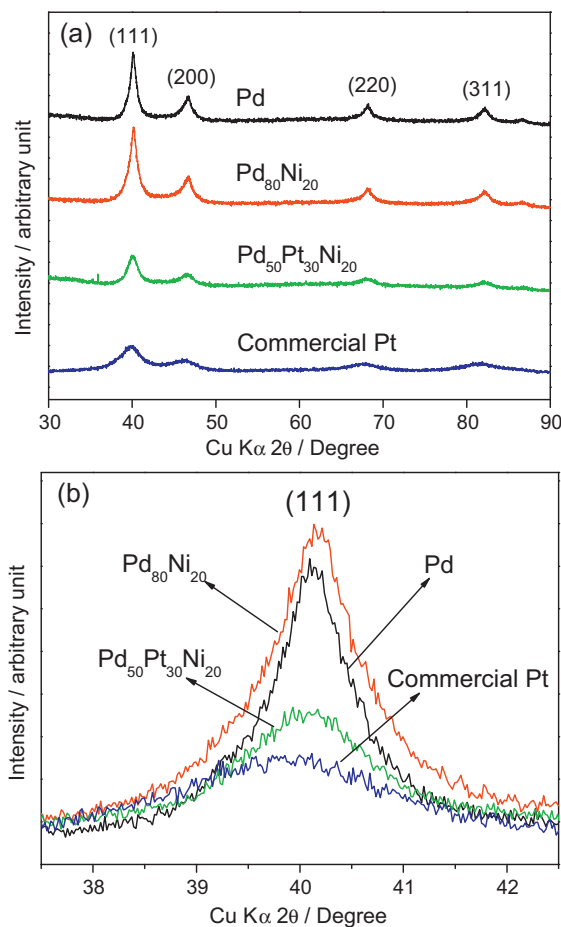 (a)
(111)
(200)
(220)
(311)
Pd
Pd80Ni20
Pd50Pt30Ni20
Commercial Pt
Intensity / arbitrary unit
30 40 50 60 70 80 90
Cu Kα 2θ / Degree
(b)
(111)
Pd80Ni20
Pd
Pd50Pt30Ni20
Commercial Pt
Intensity / arbitrary unit
38 39 40 41 42
Cu Kα 2θ / Degree